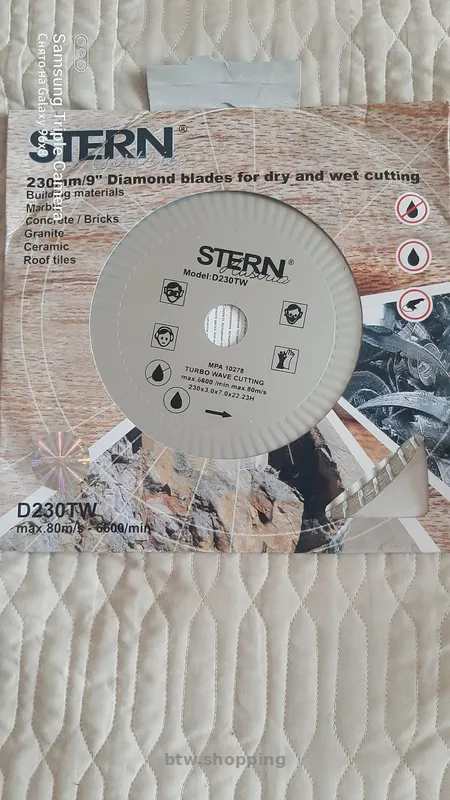 Samsung Triple Camera
Снято на Galaxy
STERN®
Austria
230mm/9" Diamond blades for dry and wet cutting
Building materials
Marble
Concrete / Bricks
Granite
Ceramic
Roof tiles
STERN®
Austria
Model:D230TW
MPA 10278
TURBO WAVE CUTTING
max.6600 /min.max.80m/s
230x3.0x7.0x22.23H
D230TW
max.80m/s - 6600/min
btw.shopping